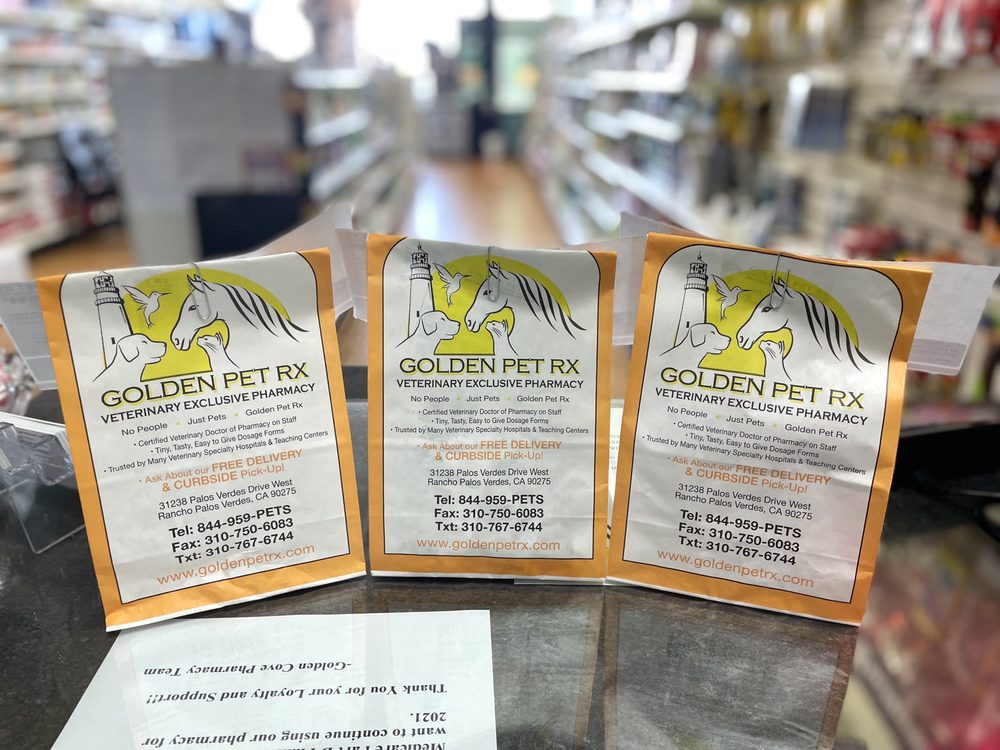 GOLDEN PET RX
VETERINARY EXCLUSIVE PHARMACY
No People • Just Pets • Golden Pet Rx
• Certified Veterinary Doctor of Pharmacy on Staff
• Tiny, Tasty, Easy to Give Dosage Forms
• Trusted by Many Veterinary Specialty Hospitals & Teaching Centers
• Ask About our FREE DELIVERY
& CURBSIDE Pick-Up!
31238 Palos Verdes Drive West
Rancho Palos Verdes, CA 90275
Tel: 844-959-PETS
Fax: 310-750-6083
Txt: 310-767-6744
www.goldenpetrx.com
GOLDEN PET RX
VETERINARY EXCLUSIVE PHARMACY
No People • Just Pets • Golden Pet Rx
• Certified Veterinary Doctor of Pharmacy on Staff
• Tiny, Tasty, Easy to Give Dosage Forms
• Trusted by Many Veterinary Specialty Hospitals & Teaching Centers
• Ask About our FREE DELIVERY
& CURBSIDE Pick-Up!
31238 Palos Verdes Drive West
Rancho Palos Verdes, CA 90275
Tel: 844-959-PETS
Fax: 310-750-6083
Txt: 310-767-6744
www.goldenpetrx.com
GOLDEN PET RX
VETERINARY EXCLUSIVE PHARMACY
No People • Just Pets • Golden Pet Rx
• Certified Veterinary Doctor of Pharmacy on Staff
• Tiny, Tasty, Easy to Give Dosage Forms
• Trusted by Many Veterinary Specialty Hospitals & Teaching Centers
• Ask About our FREE DELIVERY
& CURBSIDE Pick-Up!
31238 Palos Verdes Drive West
Rancho Palos Verdes, CA 90275
Tel: 844-959-PETS
Fax: 310-750-6083
Txt: 310-767-6744
www.goldenpetrx.com
Medicare Part D
want to continue using our pharmacy for
2021.
Thank You for your Loyalty and Support!!
-Golden Cove Pharmacy Team